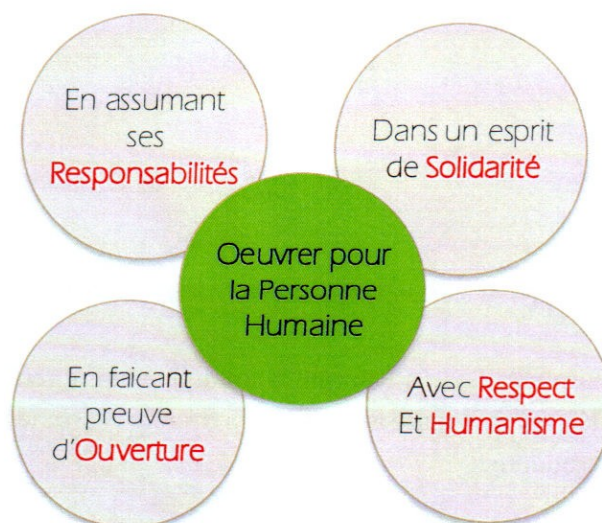 En assumant
ses
Responsabilités
Dans un esprit
de Solidarité
Oeuvrer pour
la Personne
Humaine
En faicant
preuve
d'Ouverture
Avec Respect
Et Humanisme